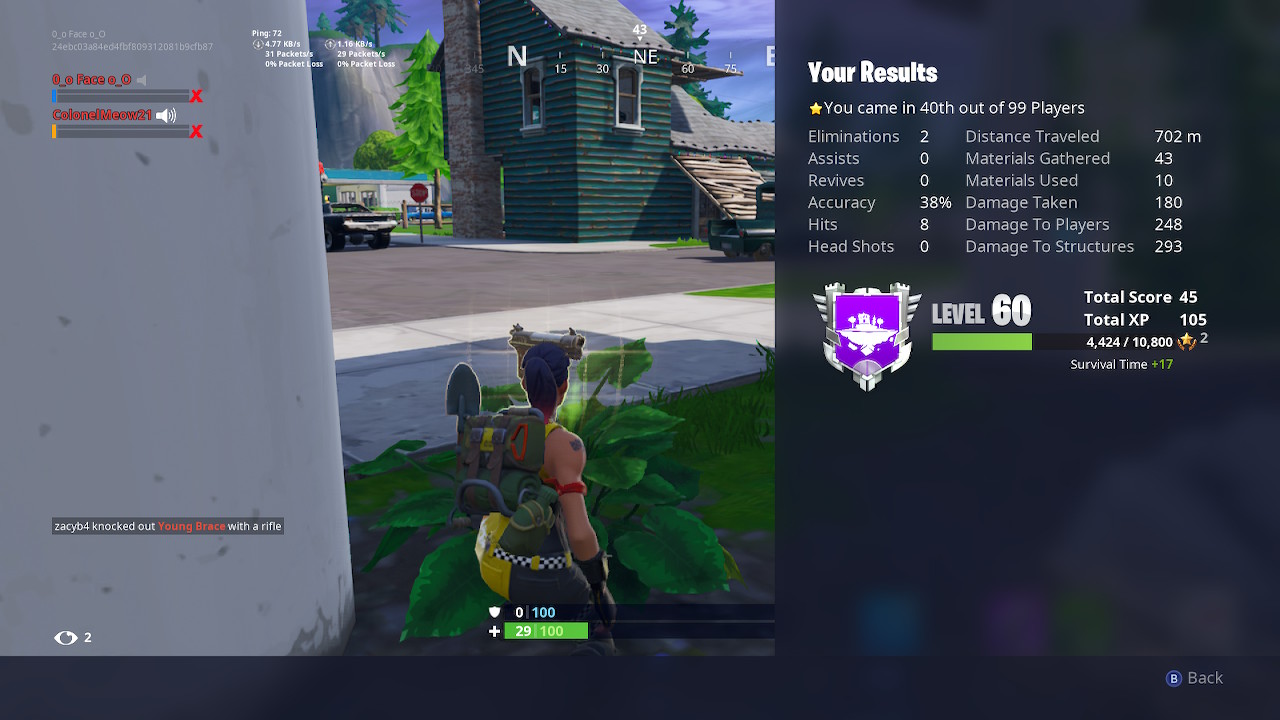 0_o Face o_O
24ebc03a84ed4fbf809312081b9cfb87
0_o Face o_O
X
ColonelMeow21
X
Ping: 72
4.77 KB/s 1.16 KB/s
31 Packets/s 29 Packets/s
0% Packet Loss 0% Packet Loss
43
345 N 15 30 NE 60 75 E
zacyb4 knocked out Young Brace with a rifle
2
0 | 100
29 | 100
Your Results
You came in 40th out of 99 Players
Eliminations 2 Distance Traveled 702 m
Assists 0 Materials Gathered 43
Revives 0 Materials Used 10
Accuracy 38% Damage Taken 180
Hits 8 Damage To Players 248
Head Shots 0 Damage To Structures 293
LEVEL 60
Total Score 45
Total XP 105
4,424 / 10,800 2
Survival Time +17
B Back